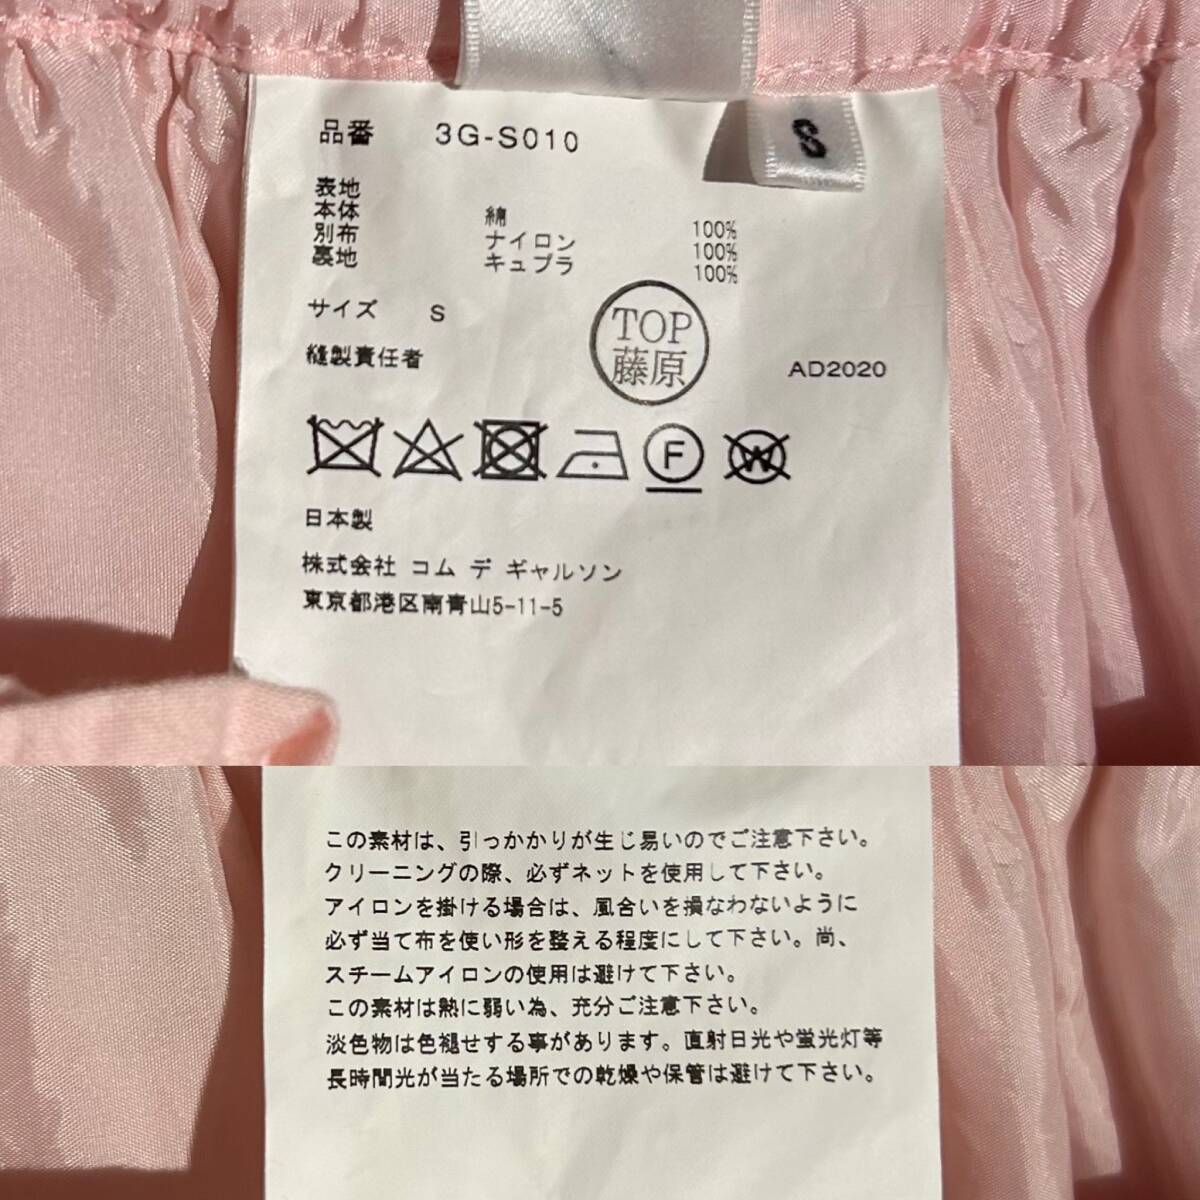 S
品番 3G-S010
表地
本体 綿 100%
別布 ナイロン 100%
裏地 キュプラ 100%
サイズ S
縫製責任者
TOP
藤原
AD2020
F
W
日本製
株式会社 コム デ ギャルソン
東京都港区南青山5-11-5
この素材は、引っかかりが生じ易いのでご注意下さい。
クリーニングの際、必ずネットを使用して下さい。
アイロンを掛ける場合は、風合いを損なわないように
必ず当て布を使い形を整える程度にして下さい。尚、
スチームアイロンの使用は避けて下さい。
この素材は熱に弱い為、充分ご注意下さい。
淡色物は色褪せする事があります。直射日光や蛍光灯等
長時間光が当たる場所での乾燥や保管は避けて下さい。